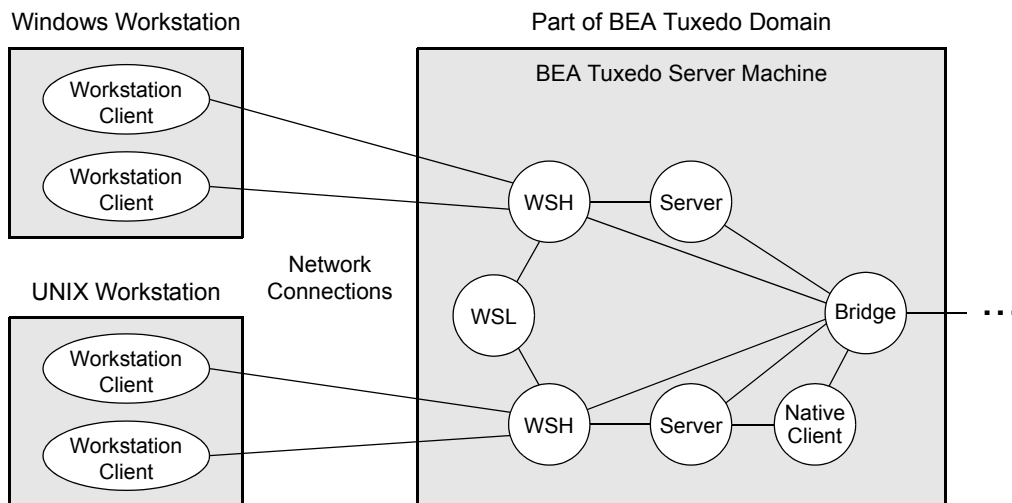 Windows Workstation
Workstation
Client
Workstation
Client
UNIX Workstation
Workstation
Client
Workstation
Client
Network
Connections
Part of BEA Tuxedo Domain
BEA Tuxedo Server Machine
WSH
Server
WSL
Bridge
...
WSH
Server
Native
Client